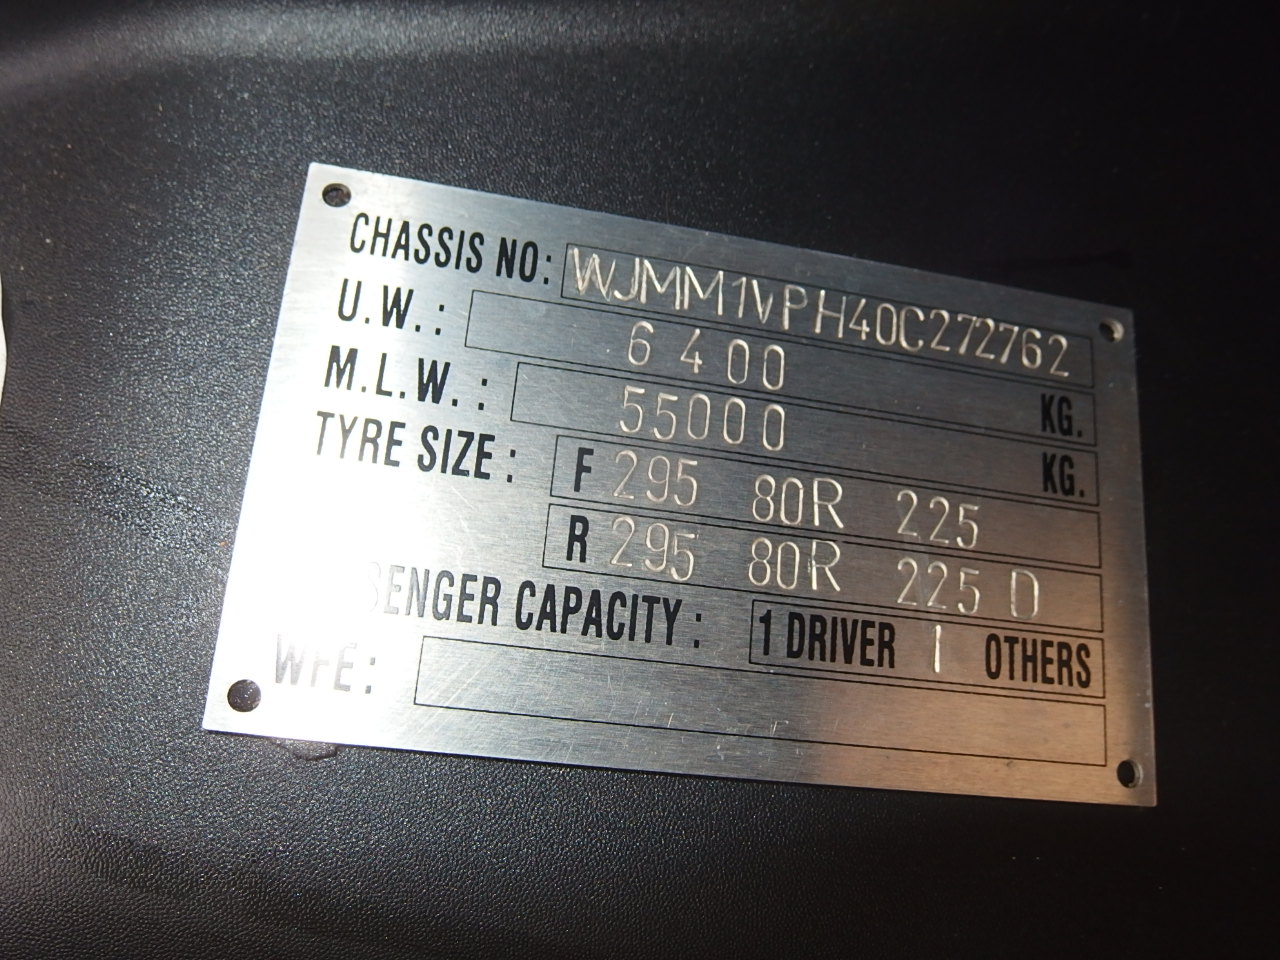 CHASSIS NO: WJMM1VPH40C272762
U.W.: 6400 KG.
M.L.W.: 55000 KG.
TYRE SIZE: F 295 80R 225
R 295 80R 225 D
PASSENGER CAPACITY: 1 DRIVER 1 OTHERS
WFE: